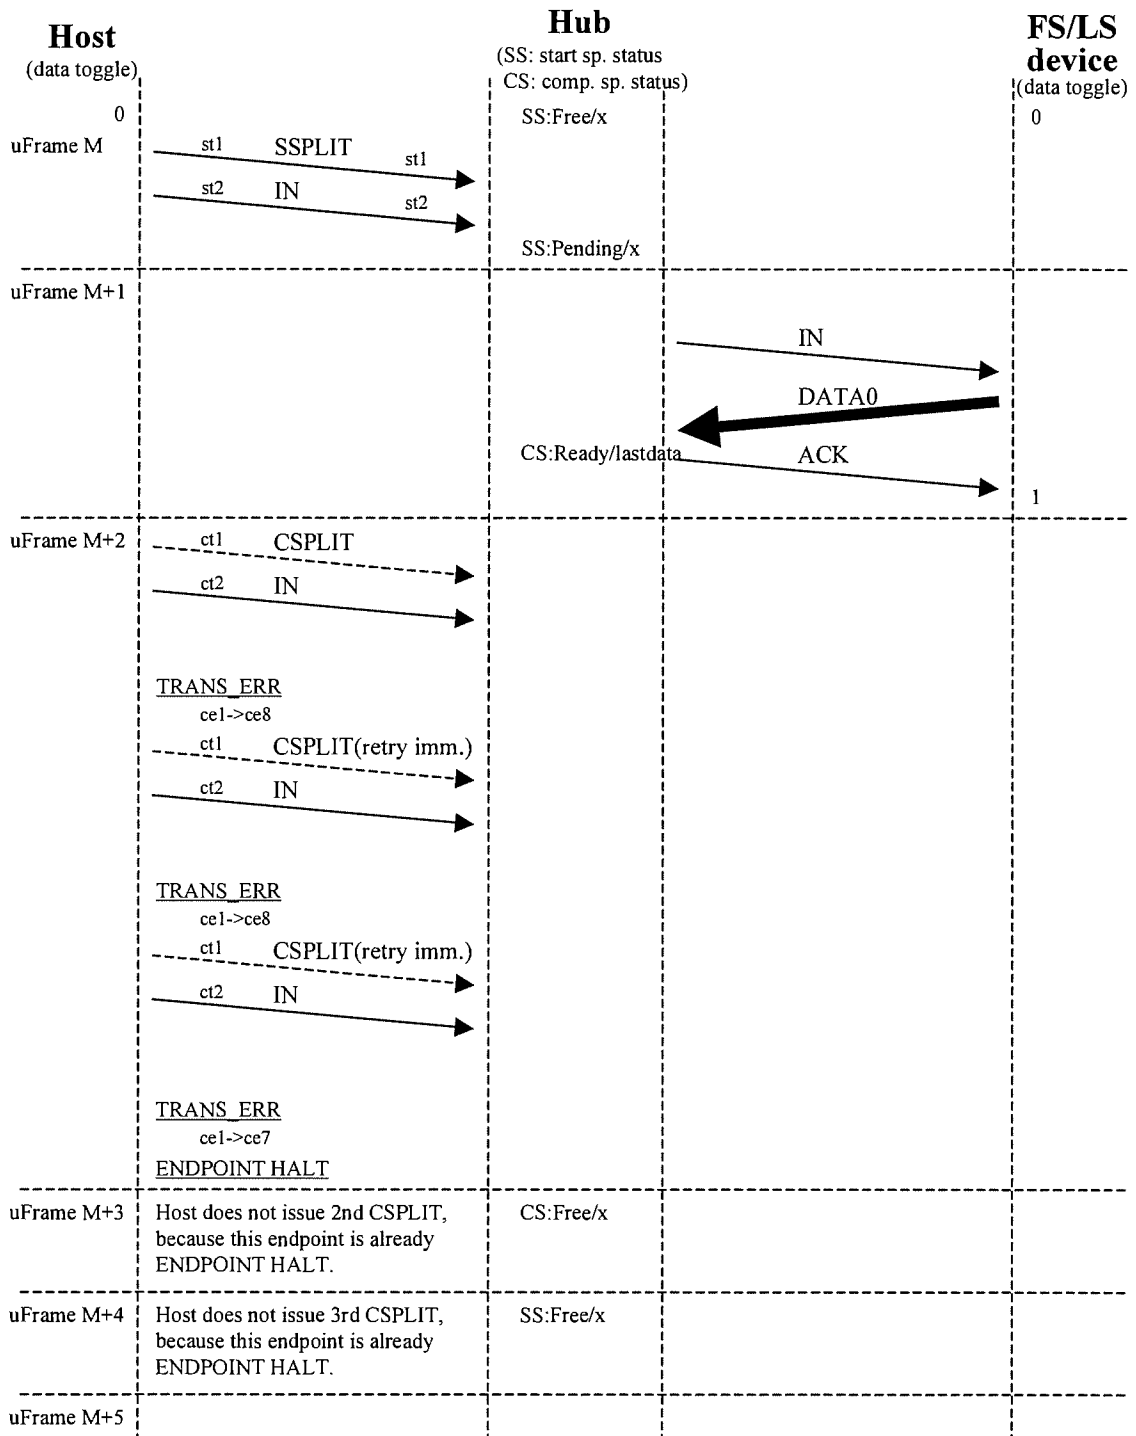 Host
(data toggle)
Hub
(SS: start sp. status
CS: comp. sp. status)
FS/LS
device
(data toggle)
0
SS:Free/x
0
uFrame M
st1 SSPLIT st1
st2 IN st2
SS:Pending/x
uFrame M+1
IN
DATA0
CS:Ready/lastdata
ACK
1
uFrame M+2
ct1 CSPLIT
ct2 IN
TRANS_ERR
ce1->ce8
ct1 CSPLIT(retry imm.)
ct2 IN
TRANS_ERR
ce1->ce8
ct1 CSPLIT(retry imm.)
ct2 IN
TRANS_ERR
ce1->ce7
ENDPOINT HALT
uFrame M+3
Host does not issue 2nd CSPLIT,
because this endpoint is already
ENDPOINT HALT.
CS:Free/x
uFrame M+4
Host does not issue 3rd CSPLIT,
because this endpoint is already
ENDPOINT HALT.
SS:Free/x
uFrame M+5